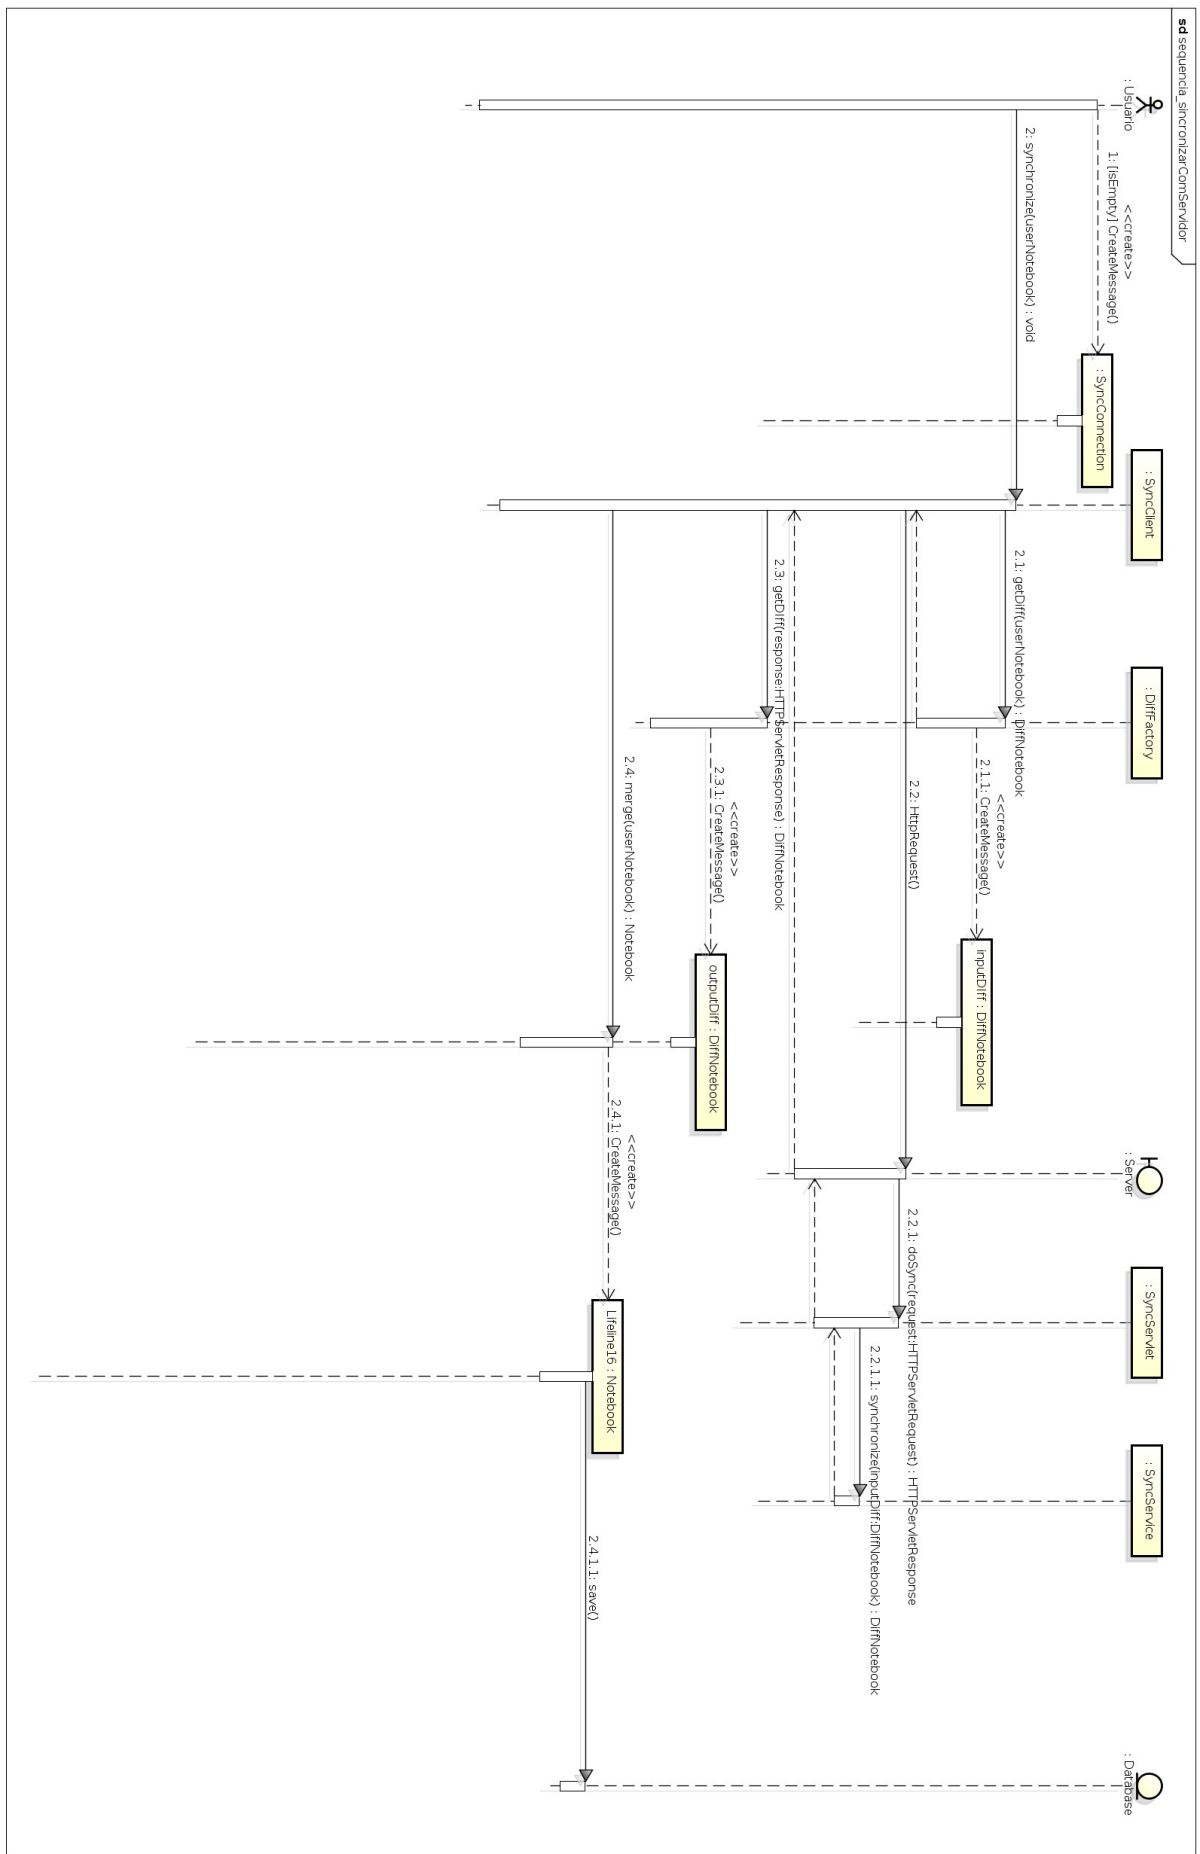 sd sequencia_sincronizarComServidor
: Usuario
: SyncClient
: DiffFactory
: Server
: SyncServlet
: SyncService
: Database
<<create>>
1: [isEmpty] CreateMessage()
: SyncConnection
2: synchronize(userNotebook) : void
2.1: getDiff(userNotebook) : DiffNotebook
<<create>>
2.1.1: CreateMessage()
inputDIff : DiffNotebook
2.2: HttpRequest()
2.2.1: doSync(request:HTTPServletRequest) : HTTPServletResponse
2.2.1.1: synchronize(inputDiff:DiffNotebook) : DiffNotebook
2.3: getDIff(response:HTTPServletResponse) : DiffNotebook
<<create>>
2.3.1: CreateMessage()
outputDiff : DiffNotebook
2.4: merge(userNotebook) : Notebook
<<create>>
2.4.1: CreateMessage()
Lifeline16 : Notebook
2.4.1.1: save()